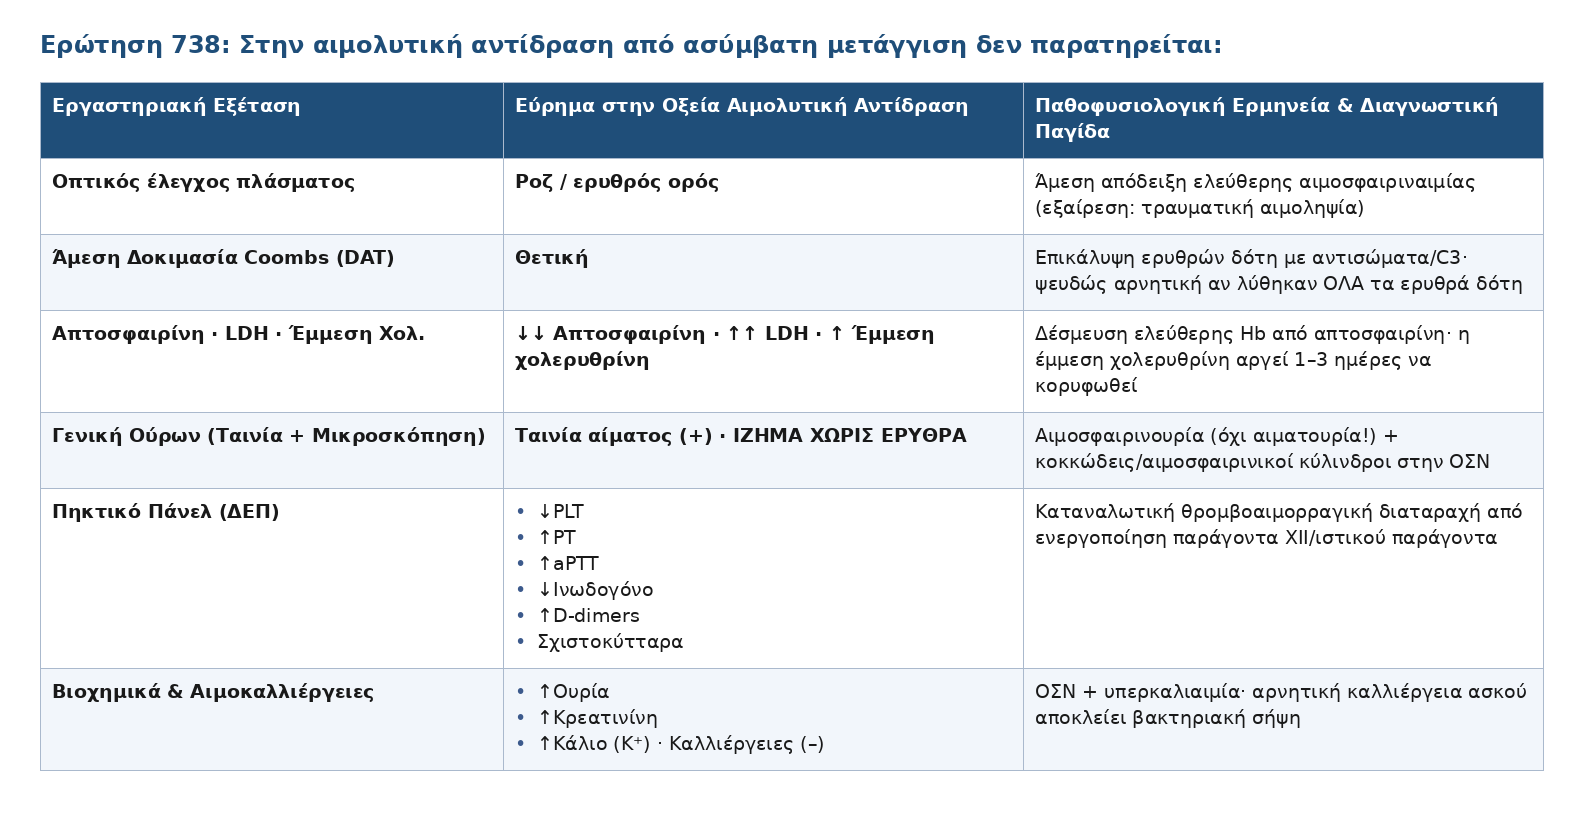 Ερώτηση 738: Στην αιμολυτική αντίδραση από ασύμβατη μετάγγιση δεν παρατηρείται:
Εργαστηριακή Εξέταση
Εύρημα στην Οξεία Αιμολυτική Αντίδραση
Παθοφυσιολογική Ερμηνεία & Διαγνωστική
Παγίδα
Οπτικός έλεγχος πλάσματος
Ροζ / ερυθρός ορός
Άμεση απόδειξη ελεύθερης αιμοσφαιριναιμίας
(εξαίρεση: τραυματική αιμοληψία)
Άμεση Δοκιμασία Coombs (DAT)
Θετική
Επικάλυψη ερυθρών δότη με αντισώματα/C3·
ψευδώς αρνητική αν λύθηκαν ΟΛΑ τα ερυθρά δότη
Απτοσφαιρίνη · LDH · Έμμεση Χολ.
↓↓ Απτοσφαιρίνη · ↑↑ LDH · ↑ Έμμεση
χολερυθρίνη
Δέσμευση ελεύθερης Hb από απτοσφαιρίνη· η
έμμεση χολερυθρίνη αργεί 1–3 ημέρες να
κορυφωθεί
Γενική Ούρων (Ταινία + Μικροσκόπηση)
Ταινία αίματος (+) · ΙΖΗΜΑ ΧΩΡΙΣ ΕΡΥΘΡΑ
Αιμοσφαιρινουρία (όχι αιματουρία!) +
κοκκώδεις/αιμοσφαιρινικοί κύλινδροι στην ΟΣΝ
Πηκτικό Πάνελ (ΔΕΠ)
• ↓PLT
• ↑PT
• ↑aPTT
• ↓Ινωδογόνο
• ↑D-dimers
• Σχιστοκύτταρα
Καταναλωτική θρομβοαιμορραγική διαταραχή από
ενεργοποίηση παράγοντα XII/ιστικού παράγοντα
Βιοχημικά & Αιμοκαλλιέργειες
• ↑Ουρία
• ↑Κρεατινίνη
• ↑Κάλιο (K⁺) · Καλλιέργειες (–)
ΟΣΝ + υπερκαλιαιμία· αρνητική καλλιέργεια ασκού
αποκλείει βακτηριακή σήψη